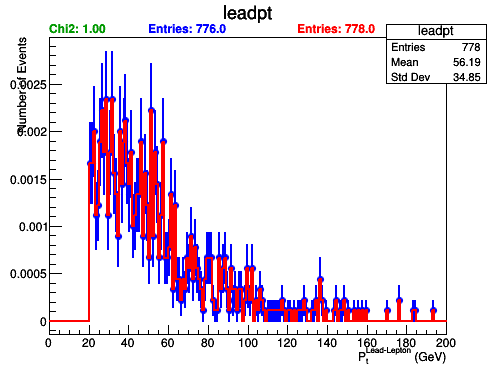 leadpt
Chi2: 1.00 Entries: 776.0 Entries: 778.0
leadpt
Entries 778
Mean 56.19
Std Dev 34.85
Number of Events
0.0025
0.002
0.0015
0.001
0.0005
0
0 20 40 60 80 100 120 140 160 180 200
P_t^Lead-Lepton (GeV)